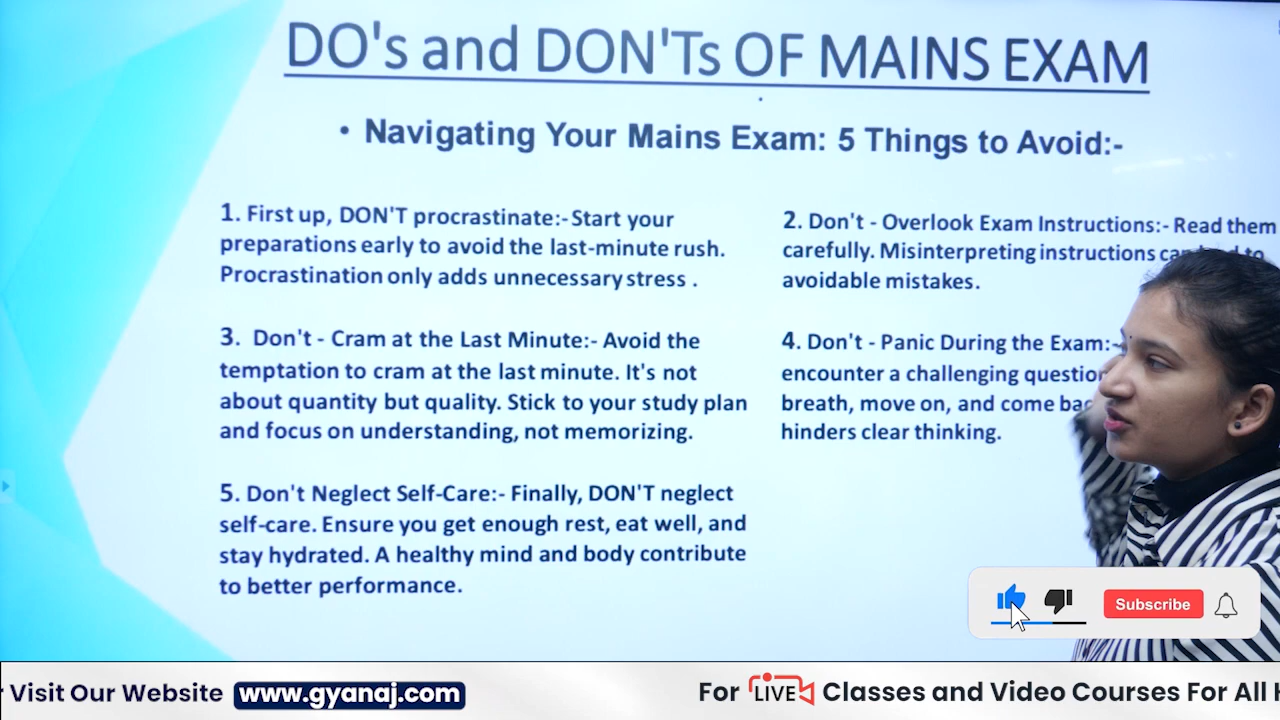 DO's and DON'Ts OF MAINS EXAM
• Navigating Your Mains Exam: 5 Things to Avoid:-
1. First up, DON'T procrastinate:- Start your
preparations early to avoid the last-minute rush.
Procrastination only adds unnecessary stress .
2. Don't - Overlook Exam Instructions:- Read them
carefully. Misinterpreting instructions can to
avoidable mistakes.
3. Don't - Cram at the Last Minute:- Avoid the
temptation to cram at the last minute. It's not
about quantity but quality. Stick to your study plan
and focus on understanding, not memorizing.
4. Don't - Panic During the Exam:-
encounter a challenging
breath, move on, and come
hinders clear thinking.
5. Don't Neglect Self-Care:- Finally, DON'T neglect
self-care. Ensure you get enough rest, eat well, and
stay hydrated. A healthy mind and body contribute
to better performance.
Subscribe
Visit Our Website www.gyanaj.com
For LIVE Classes and Video Courses For All